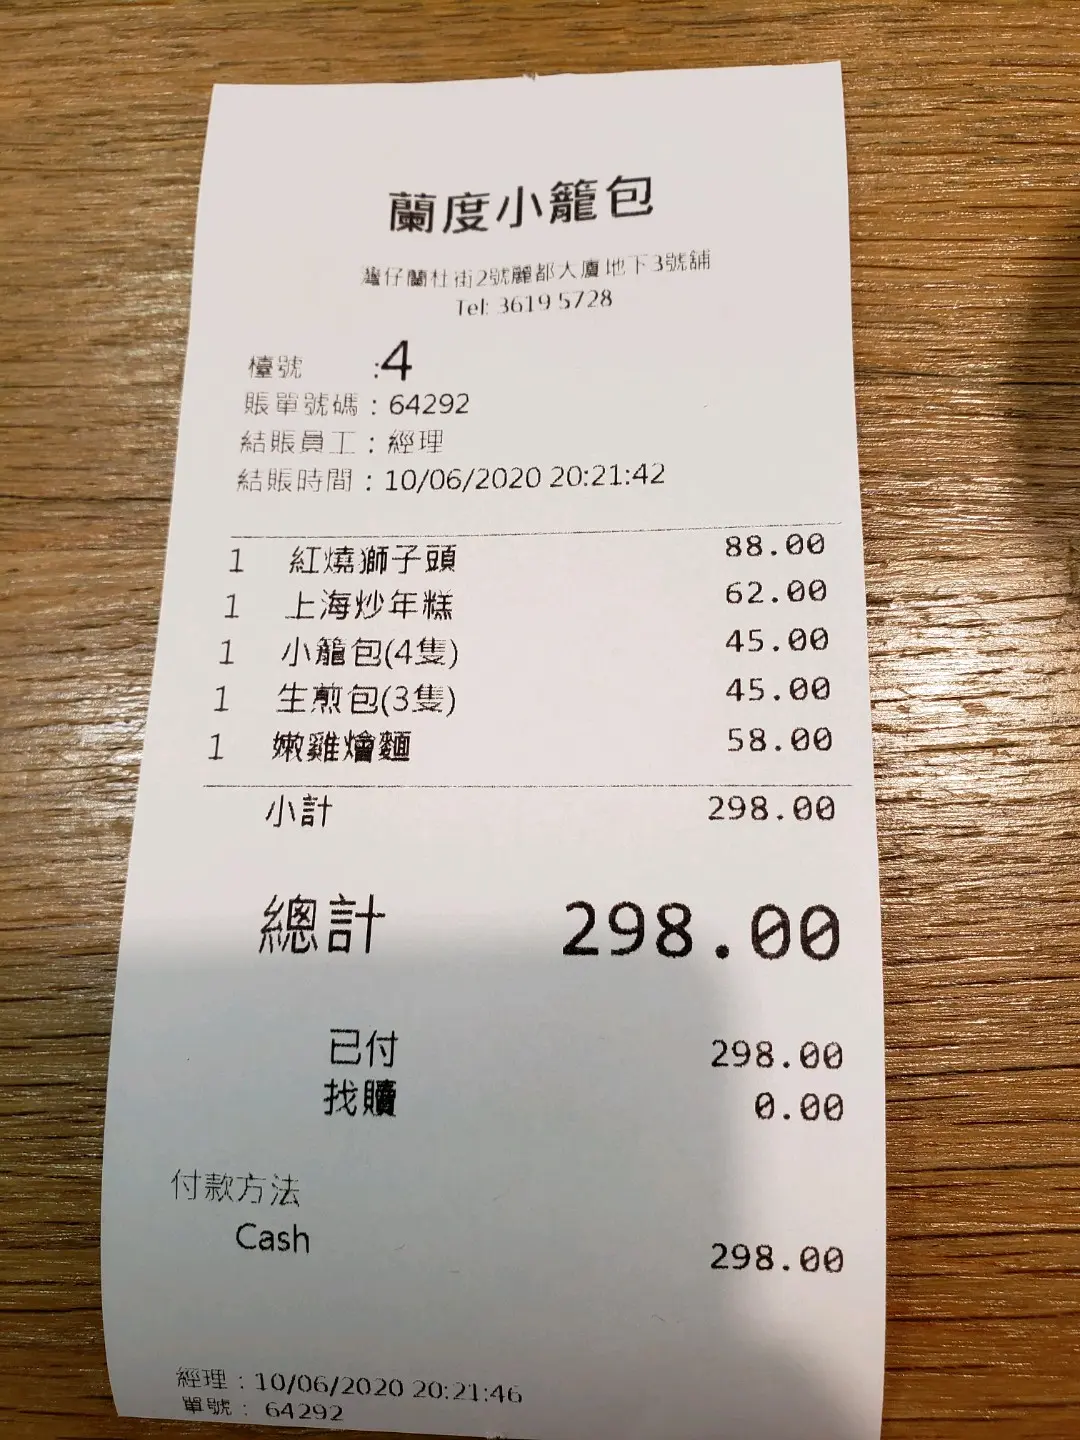 蘭度小籠包
灣仔蘭杜街2號麗都大廈地下3號舖
Tel: 3619 5728
檯號 :4
賬單號碼 : 64292
結賬員工 : 經理
結賬時間 : 10/06/2020 20:21:42
1 紅燒獅子頭 88.00
1 上海炒年糕 62.00
1 小籠包(4隻) 45.00
1 生煎包(3隻) 45.00
1 嫩雞燴麵 58.00
小計 298.00
總計 298.00
已付 298.00
找贖 0.00
付款方法
Cash 298.00
經理 : 10/06/2020 20:21:46
單號 : 64292